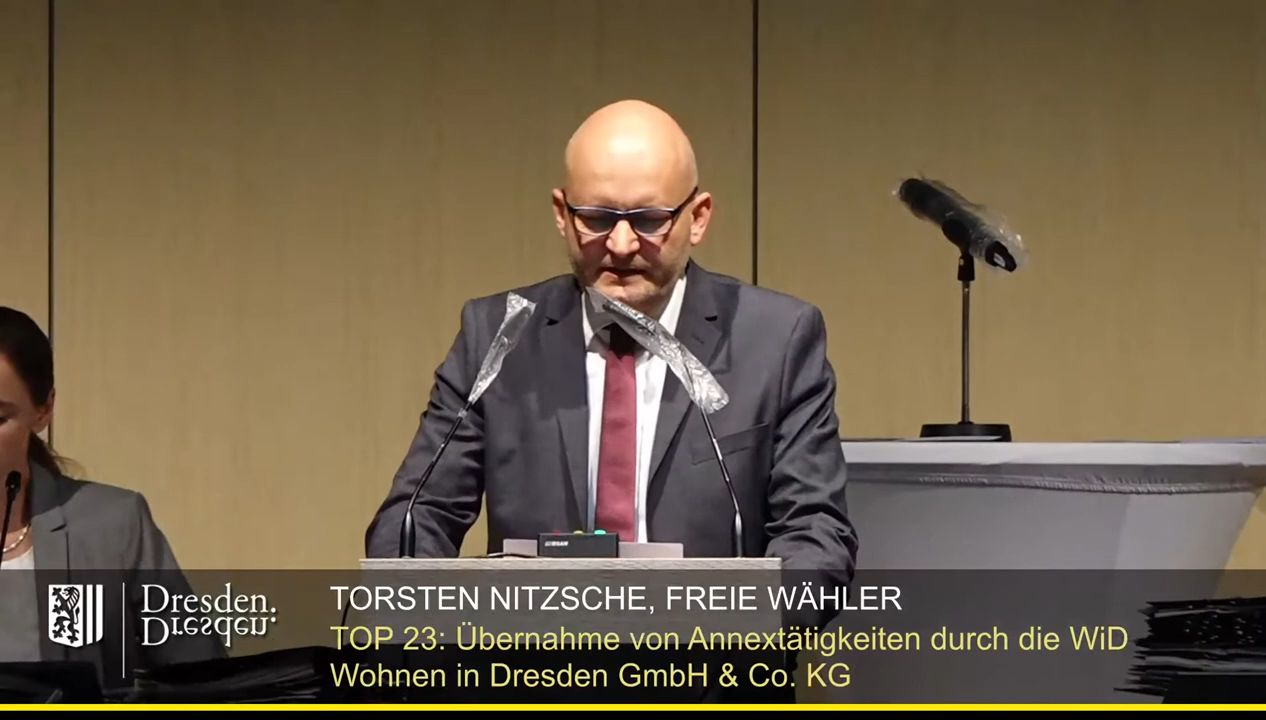 TORSTEN NITZSCHE, FREIE WÄHLER
Dresden.
Dresden.
TOP 23: Übernahme von Annextätigkeiten durch die WiD
Wohnen in Dresden GmbH & Co. KG